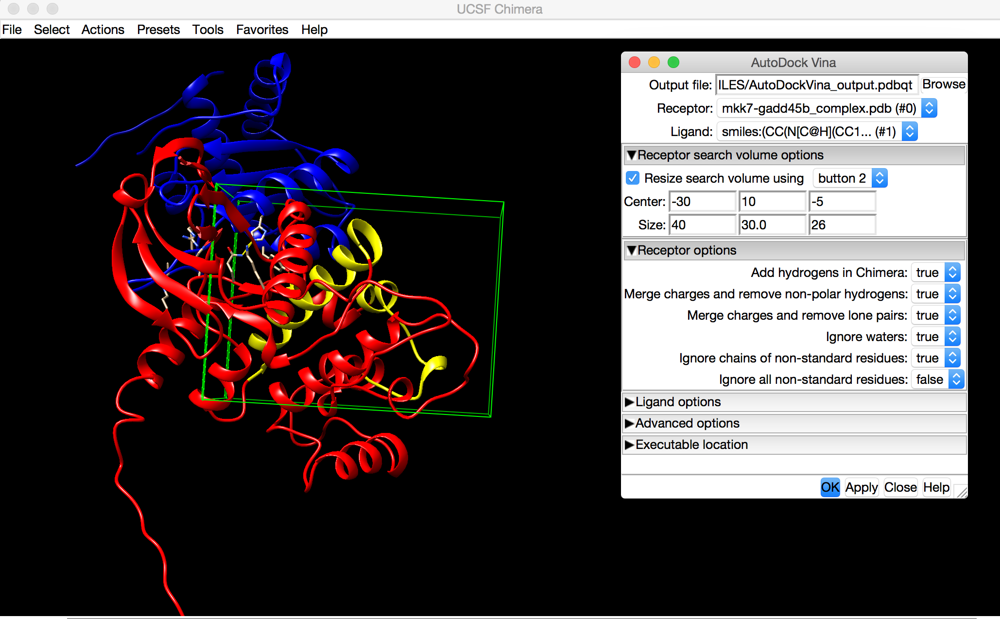 UCSF Chimera
File Select Actions Presets Tools Favorites Help
AutoDock Vina
Output file: ILES/AutoDockVina_output.pdbqt Browse
Receptor: mkk7-gadd45b_complex.pdb (#0)
Ligand: smiles:(CC(N[C@H](CC1... (#1)
Receptor search volume options
Resize search volume using button 2
Center: -30 10 -5
Size: 40 30.0 26
Receptor options
Add hydrogens in Chimera: true
Merge charges and remove non-polar hydrogens: true
Merge charges and remove lone pairs: true
Ignore waters: true
Ignore chains of non-standard residues: true
Ignore all non-standard residues: false
Ligand options
Advanced options
Executable location
OK Apply Close Help